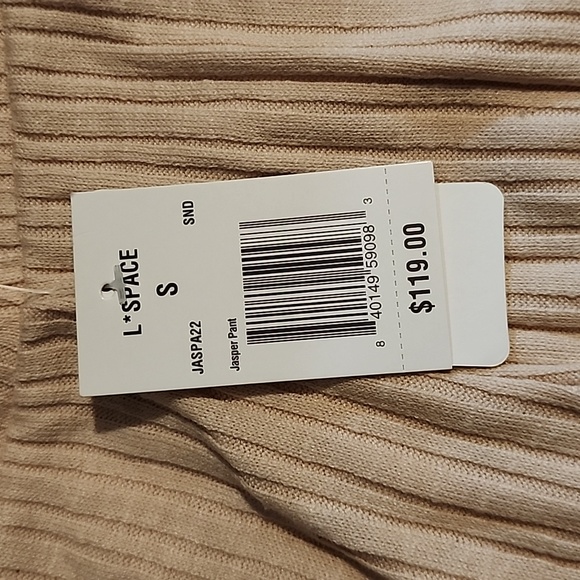 L*SPACE
S
JASPA22 SND
Jasper Pant
8 40149 59098 3
$119.00